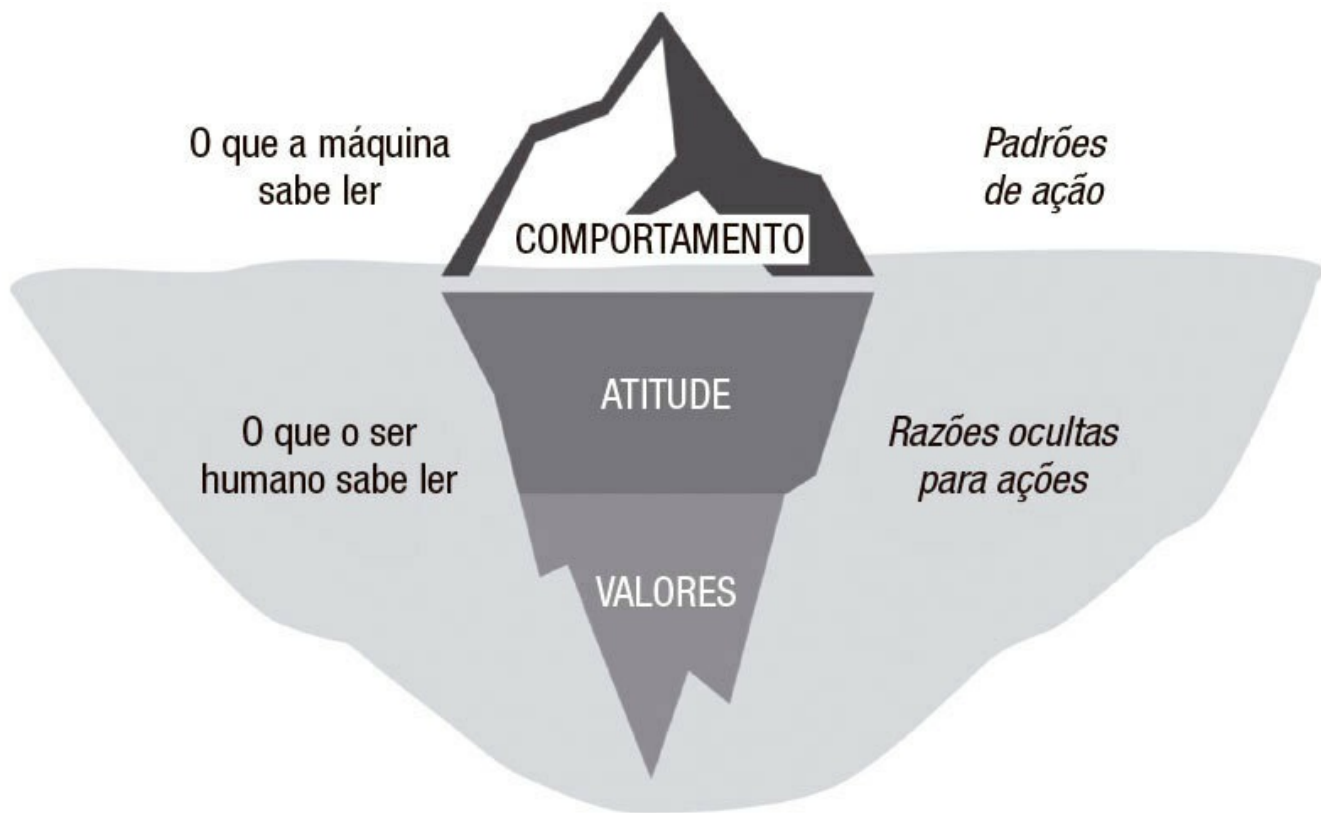 O que a máquina
sabe ler
Padrões
de ação
COMPORTAMENTO
ATITUDE
O que o ser
humano sabe ler
Razões ocultas
para ações
VALORES